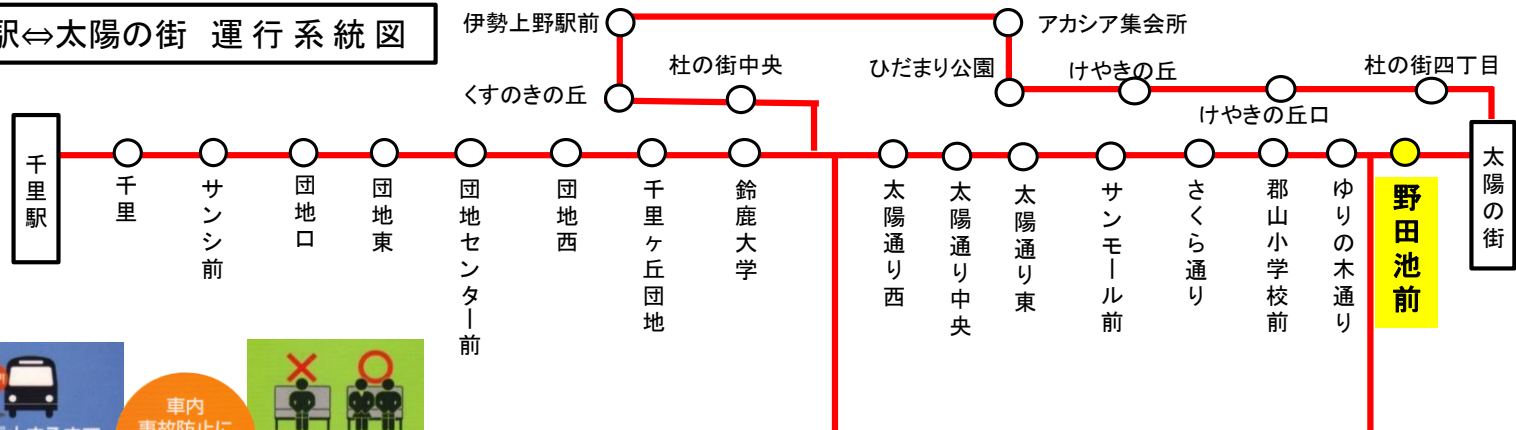 駅⇔太陽の街 運行系統図
伊勢上野駅前
アカシア集会所
くすのきの丘
杜の街中央
ひだまり公園
けやきの丘
けやきの丘口
杜の街四丁目
千里駅
千里
サンシ前
団地口
団地東
団地センター前
団地西
千里ヶ丘団地
鈴鹿大学
太陽通り西
太陽通り中央
太陽通り東
サンモール前
さくら通り
郡山小学校前
ゆりの木通り
野田池前
太陽の街
車内
事故防止に